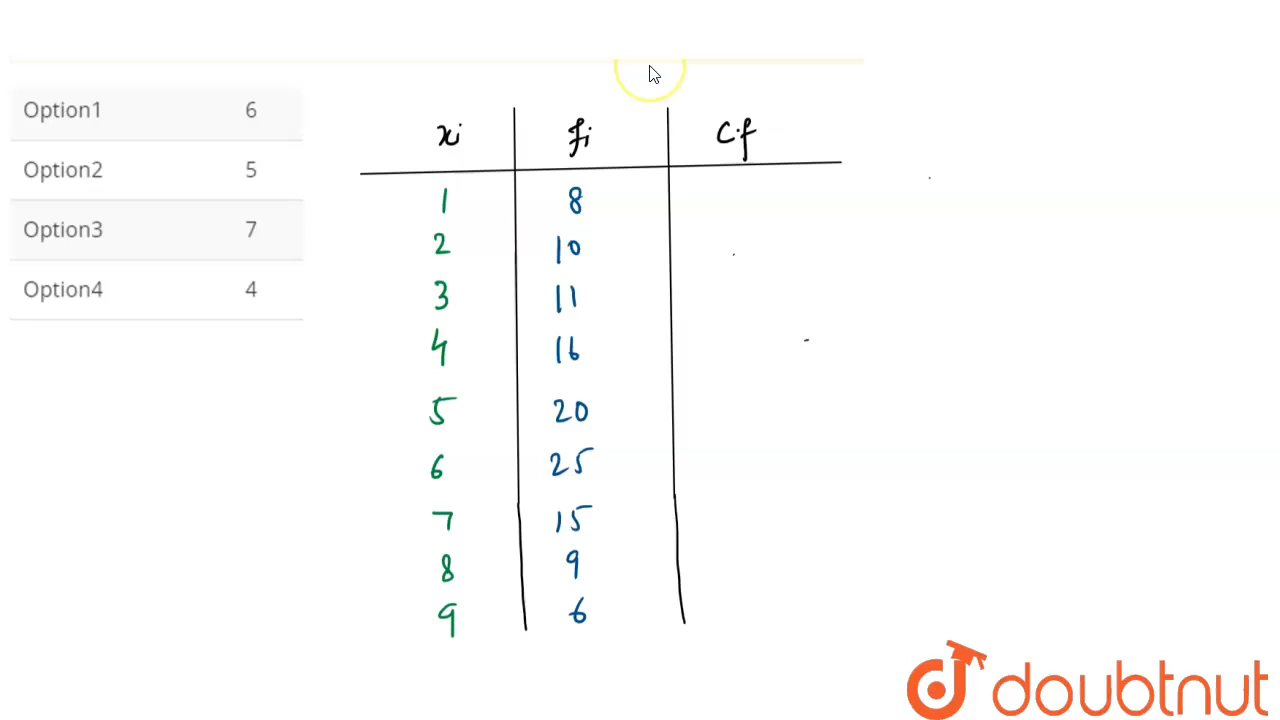 Option1 6
Option2 5
Option3 7
Option4 4
xi fi c.f
1 8
2 10
3 11
4 16
5 20
6 25
7 15
8 9
9 6
doubtnut